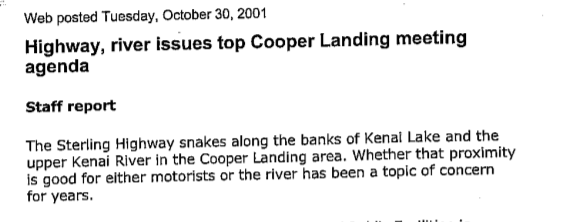 Web posted Tuesday, October 30, 2001
Highway, river issues top Cooper Landing meeting
agenda
Staff report
The Sterling Highway snakes along the banks of Kenai Lake and the
upper Kenai River in the Cooper Landing area. Whether that proximity
is good for either motorists or the river has been a topic of concern
for years.